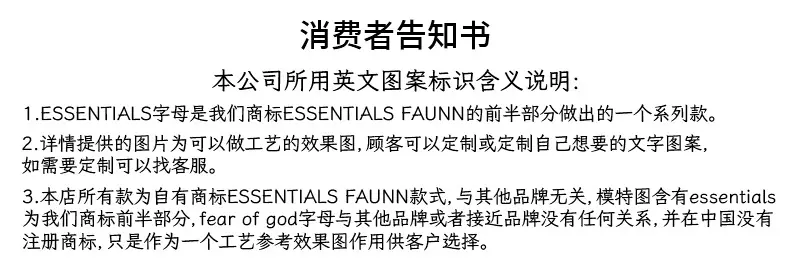 消费者告知书
本公司所用英文图案标识含义说明:
1.ESSENTIALS字母是我们商标ESSENTIALS FAUNN的前半部分做出的一个系列款。
2.详情提供的图片为可以做工艺的效果图,顾客可以定制或定制自己想要的文字图案,
如需要定制可以找客服。
3.本店所有款为自有商标ESSENTIALS FAUNN款式,与其他品牌无关,模特图含有essentials
为我们商标前半部分,fear of god字母与其他品牌或者接近品牌没有任何关系,并在中国没有
注册商标,只是作为一个工艺参考效果图作用供客户选择。